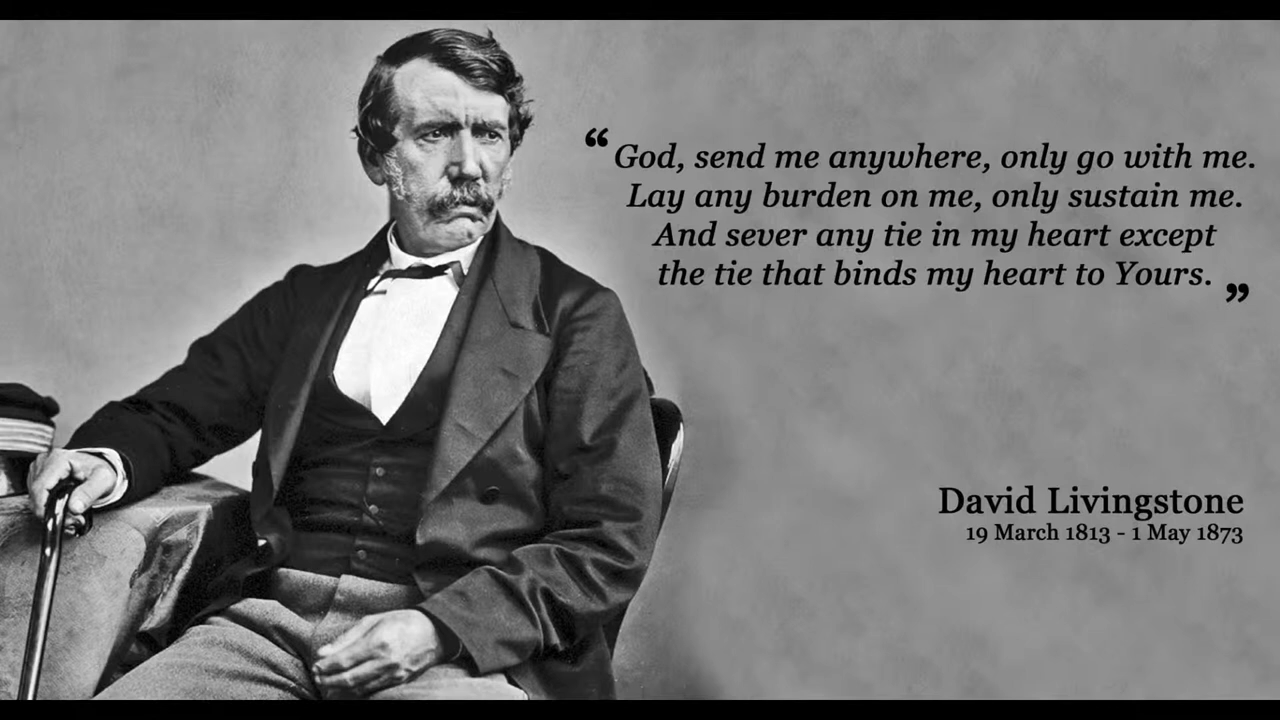 “God, send me anywhere, only go with me.
Lay any burden on me, only sustain me.
And sever any tie in my heart except
the tie that binds my heart to Yours.”
David Livingstone
19 March 1813 - 1 May 1873